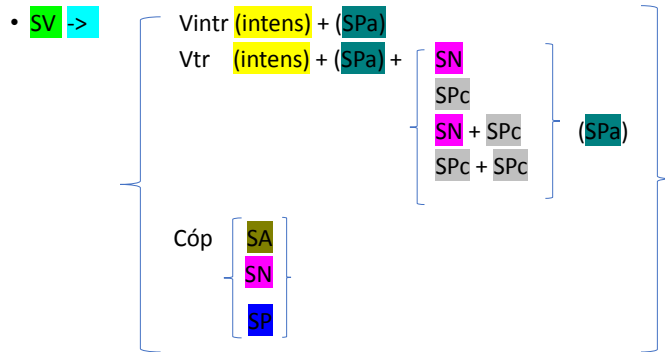 • SV -> Vintr (intens) + (SPa)
Vtr (intens) + (SPa) + SN
SPc
SN + SPc (SPa)
SPc + SPc
Cóp SA
SN
SP